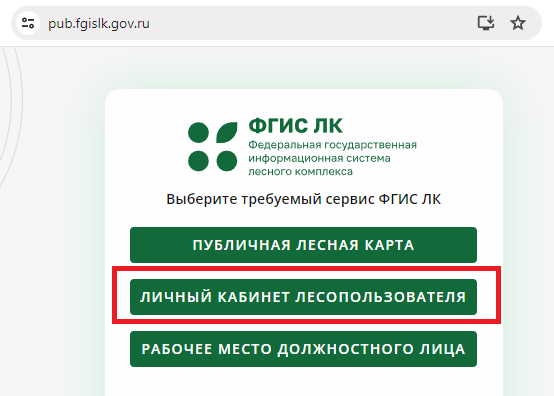 pub.fgislk.gov.ru
ФГИС ЛК
Федеральная государственная
информационная система
лесного комплекса
Выберите требуемый сервис ФГИС ЛК
ПУБЛИЧНАЯ ЛЕСНАЯ КАРТА
ЛИЧНЫЙ КАБИНЕТ ЛЕСОПОЛЬЗОВАТЕЛЯ
РАБОЧЕЕ МЕСТО ДОЛЖНОСТНОГО ЛИЦА